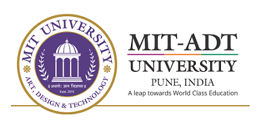 MIT UNIVERSITY
ART, DESIGN & TECHNOLOGY
MIT-ADT
UNIVERSITY
PUNE, INDIA
A leap towards World Class Education